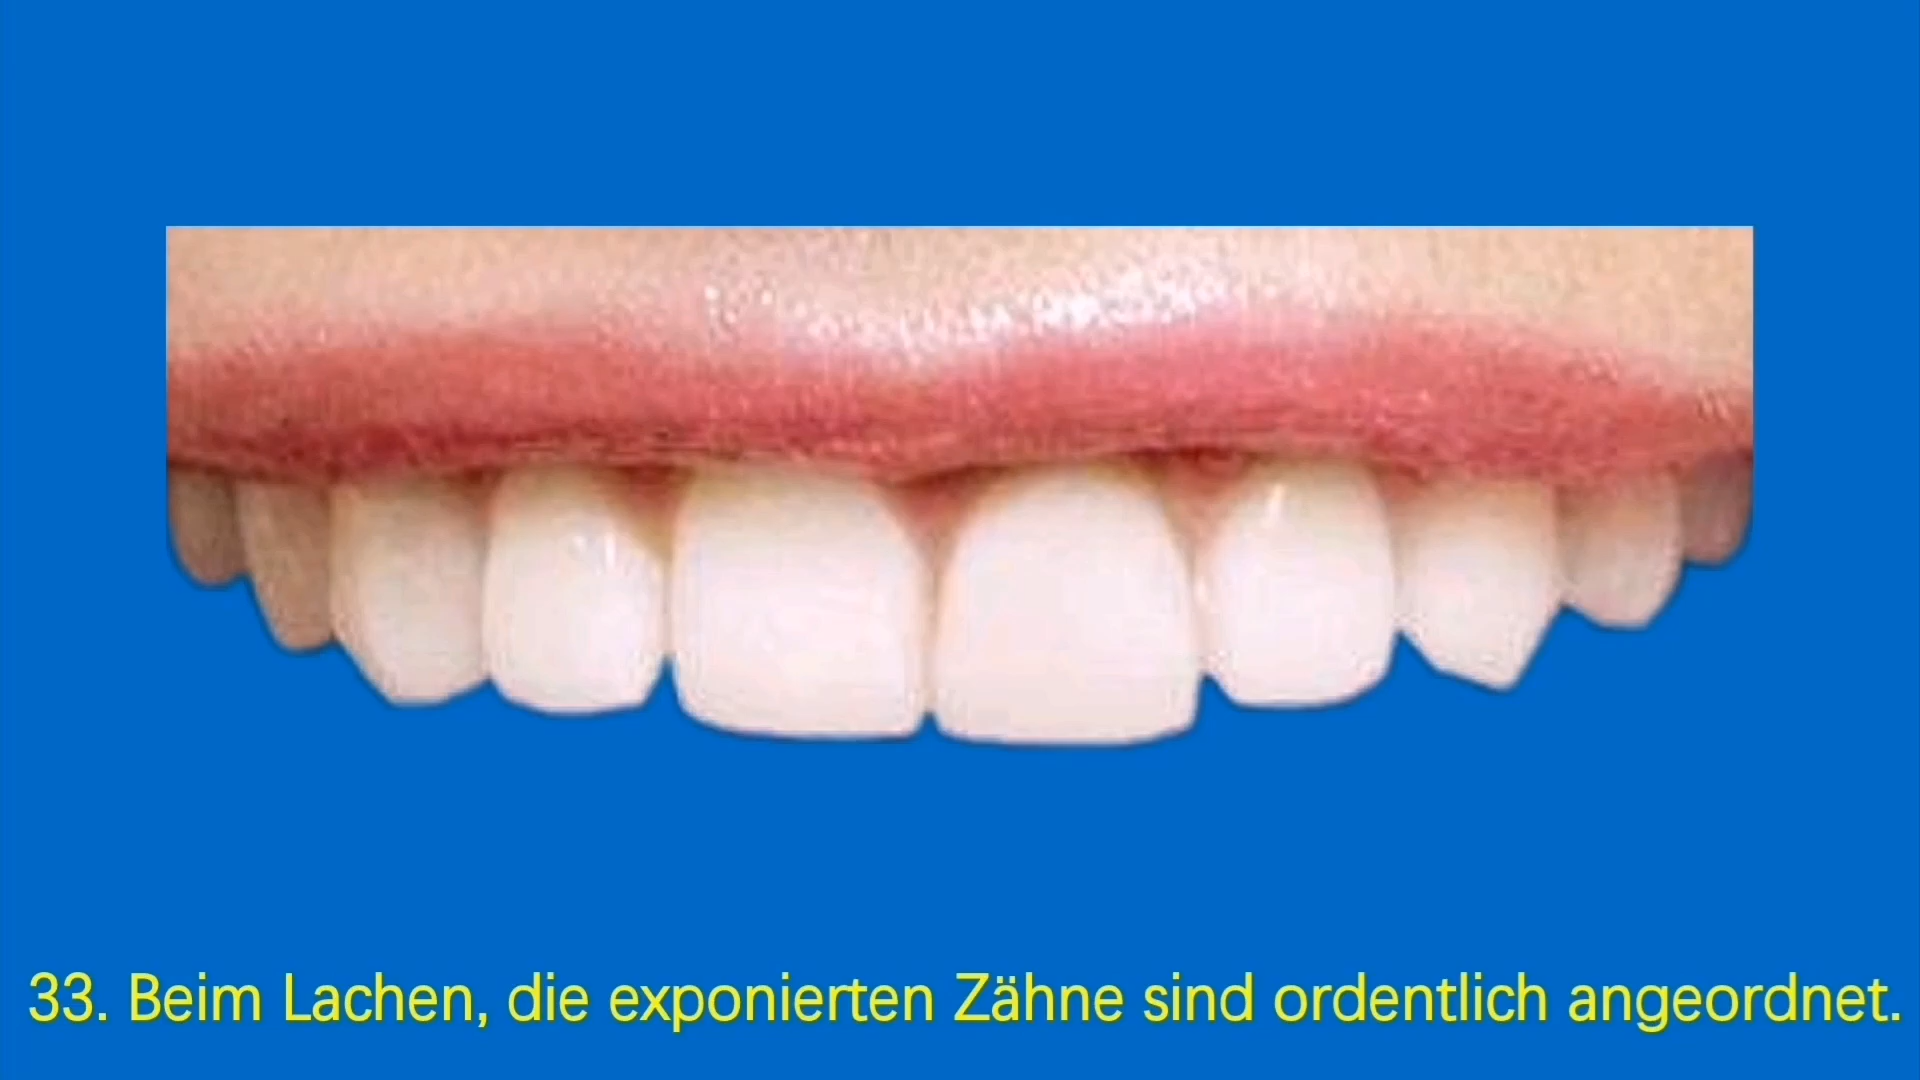 33. Beim Lachen, die exponierten Zähne sind ordentlich angeordnet.